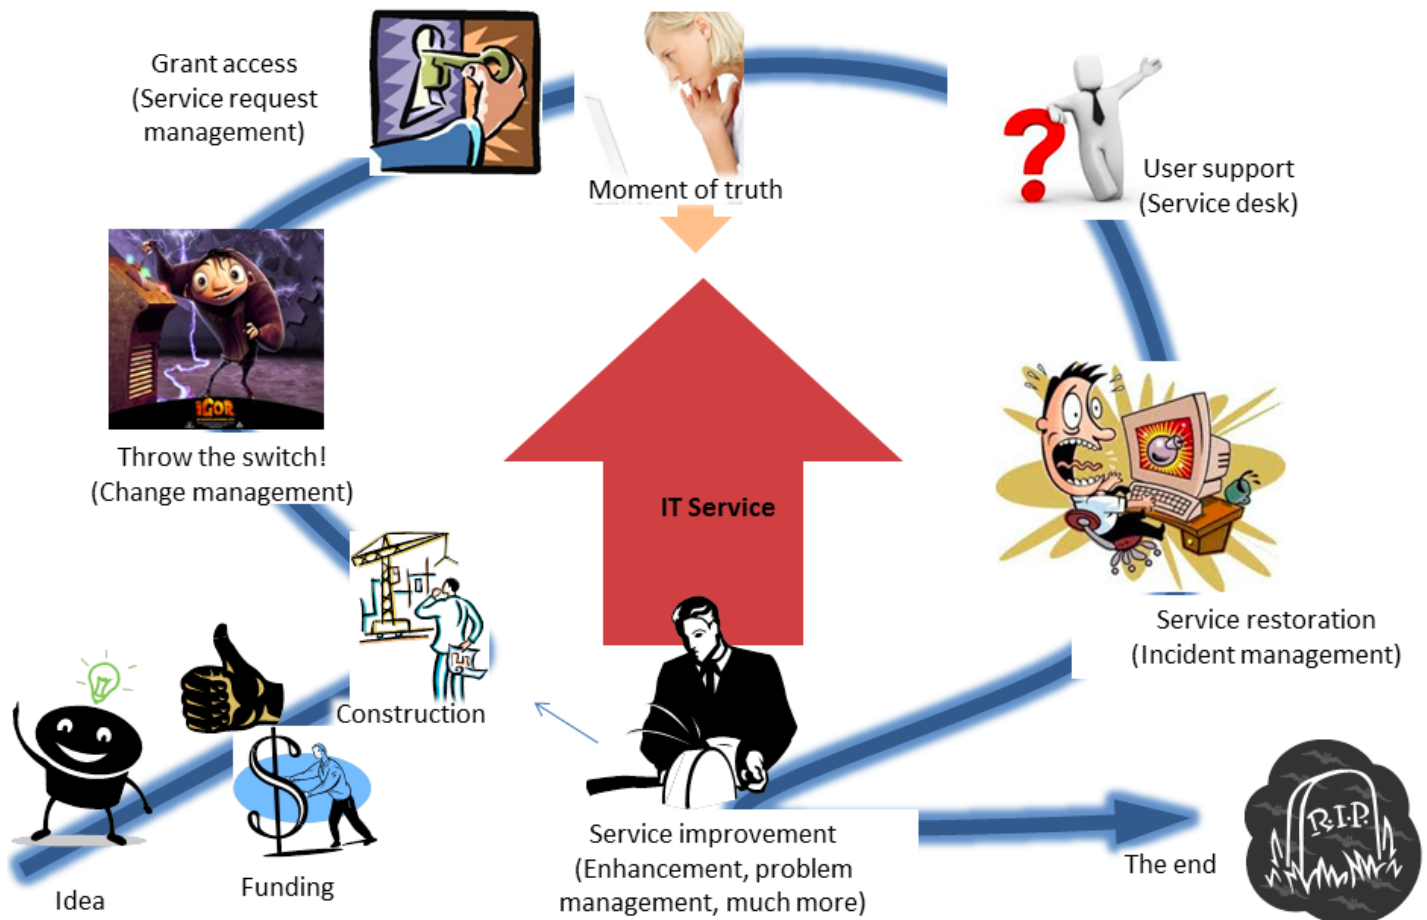 Grant access
(Service request
management)
Moment of truth
User support
(Service desk)
IGOR
Throw the switch!
(Change management)
IT Service
Service restoration
(Incident management)
Construction
Service improvement
(Enhancement, problem
management, much more)
R.I.P.
The end
Funding
Idea